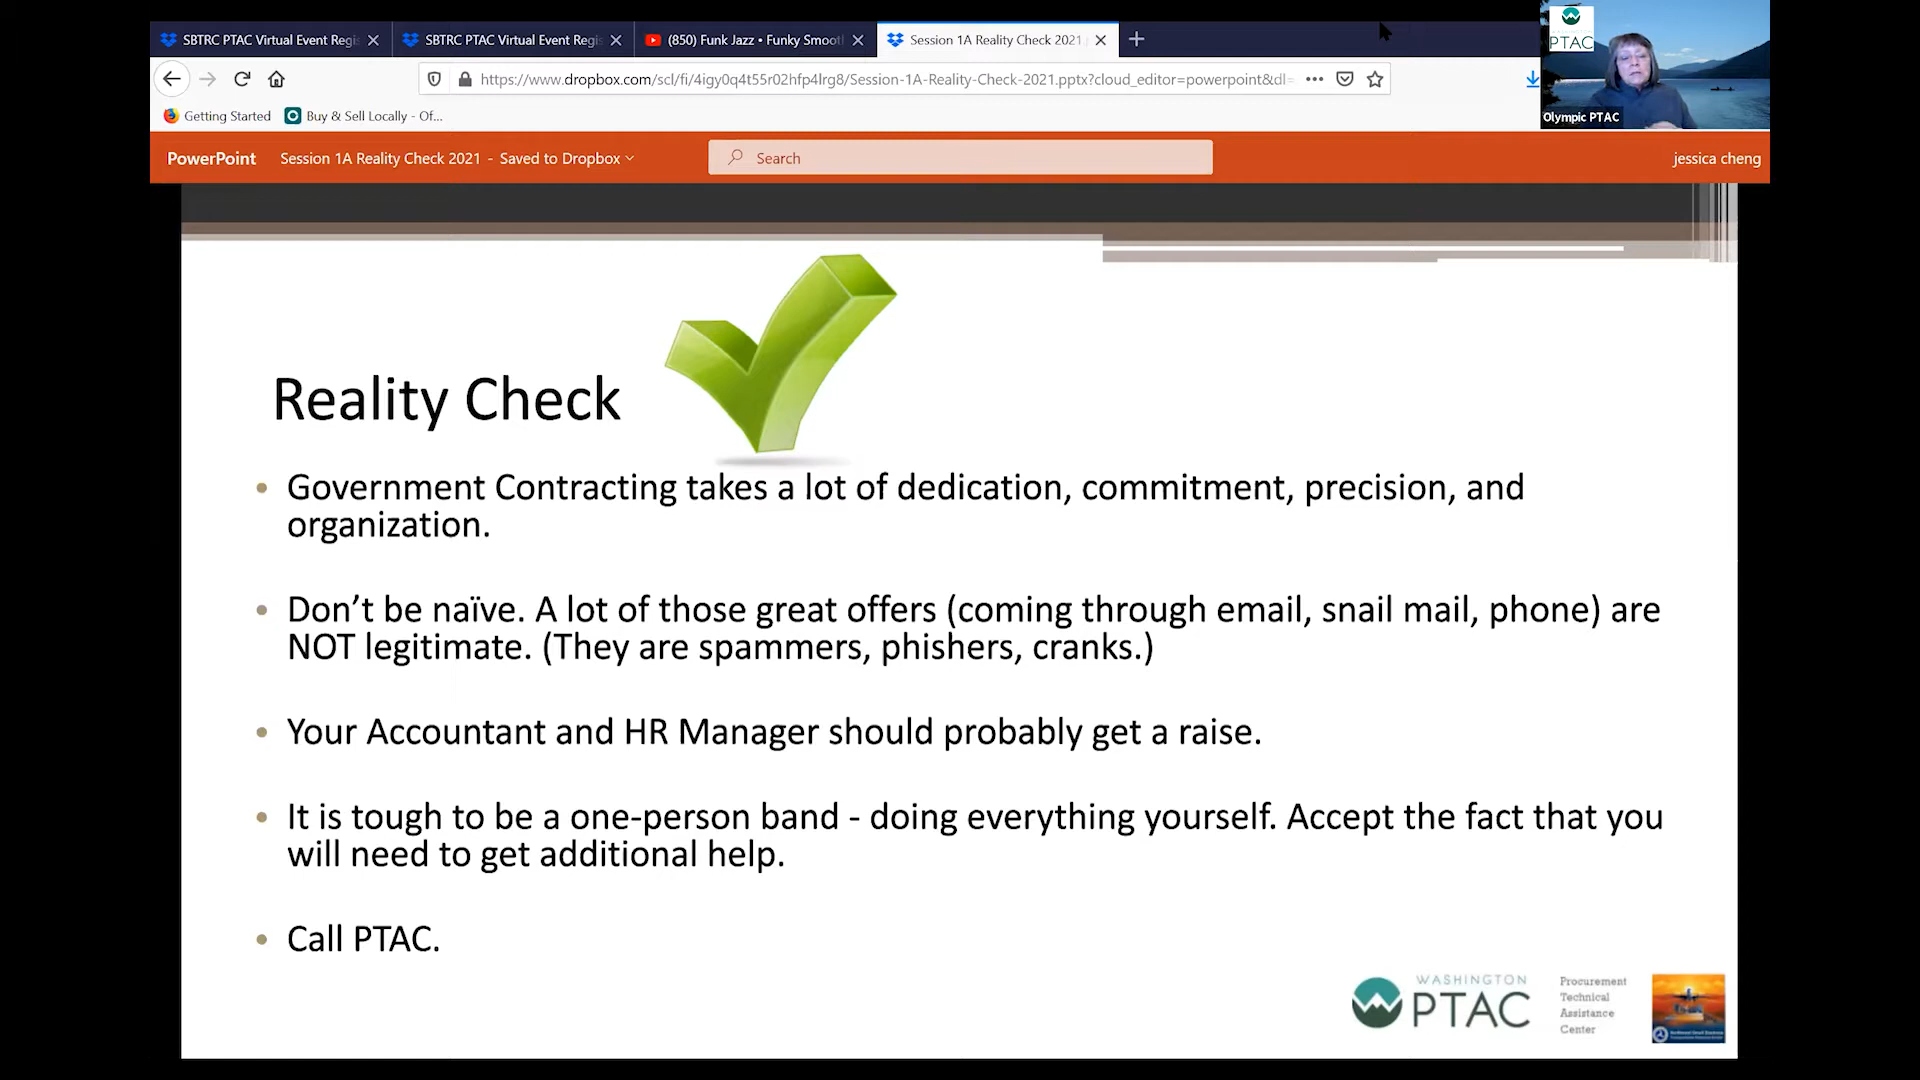 SBTRC PTAC Virtual Event Regis
SBTRC PTAC Virtual Event Regis
(850) Funk Jazz • Funky Smooth
Session 1A Reality Check 2021
https://www.dropbox.com/scl/fi/4igy0q4t55r02hfp4lrg8/Session-1A-Reality-Check-2021.pptx?cloud_editor=powerpoint&dl=
Getting Started
Buy & Sell Locally - Of...
PTAC
Olympic PTAC
PowerPoint
Session 1A Reality Check 2021 - Saved to Dropbox
Search
jessica cheng
Reality Check
• Government Contracting takes a lot of dedication, commitment, precision, and
organization.
• Don’t be naïve. A lot of those great offers (coming through email, snail mail, phone) are
NOT legitimate. (They are spammers, phishers, cranks.)
• Your Accountant and HR Manager should probably get a raise.
• It is tough to be a one-person band - doing everything yourself. Accept the fact that you
will need to get additional help.
• Call PTAC.
WASHINGTON
PTAC
Procurement
Technical
Assistance
Center